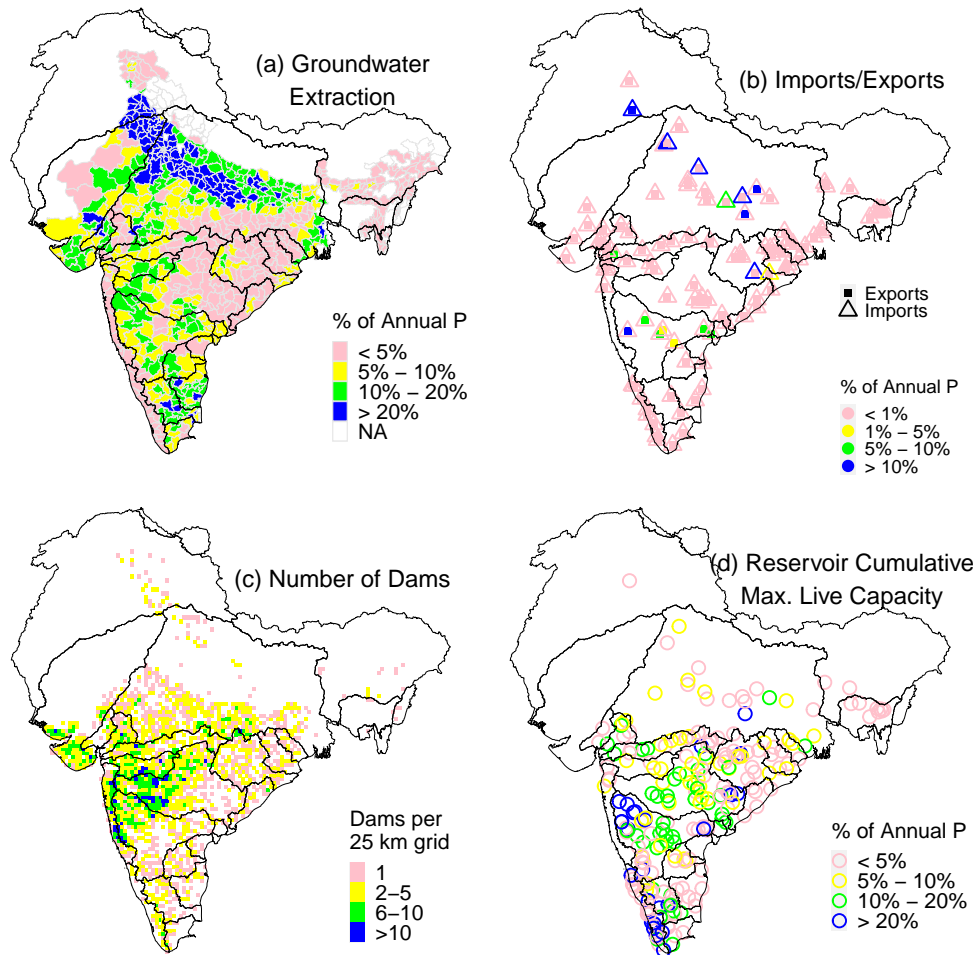 (a) Groundwater
Extraction
% of Annual P
< 5%
5% − 10%
10% − 20%
> 20%
NA
(b) Imports/Exports
Exports
Imports
% of Annual P
< 1%
1% − 5%
5% − 10%
> 10%
(c) Number of Dams
Dams per
25 km grid
1
2−5
6−10
>10
(d) Reservoir Cumulative
Max. Live Capacity
% of Annual P
< 5%
5% − 10%
10% − 20%
> 20%